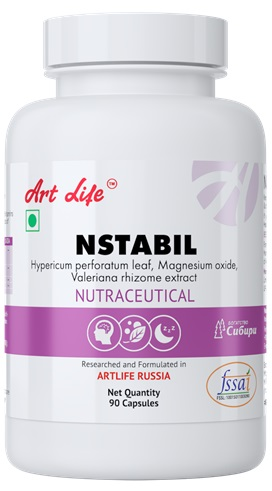 Art Life™
NSTABIL
Hypericum perforatum leaf, Magnesium oxide,
Valeriana rhizome extract
NUTRACEUTICAL
Researched and Formulated in
ARTLIFE RUSSIA
Net Quantity
90 Capsules
Сибири
fssai